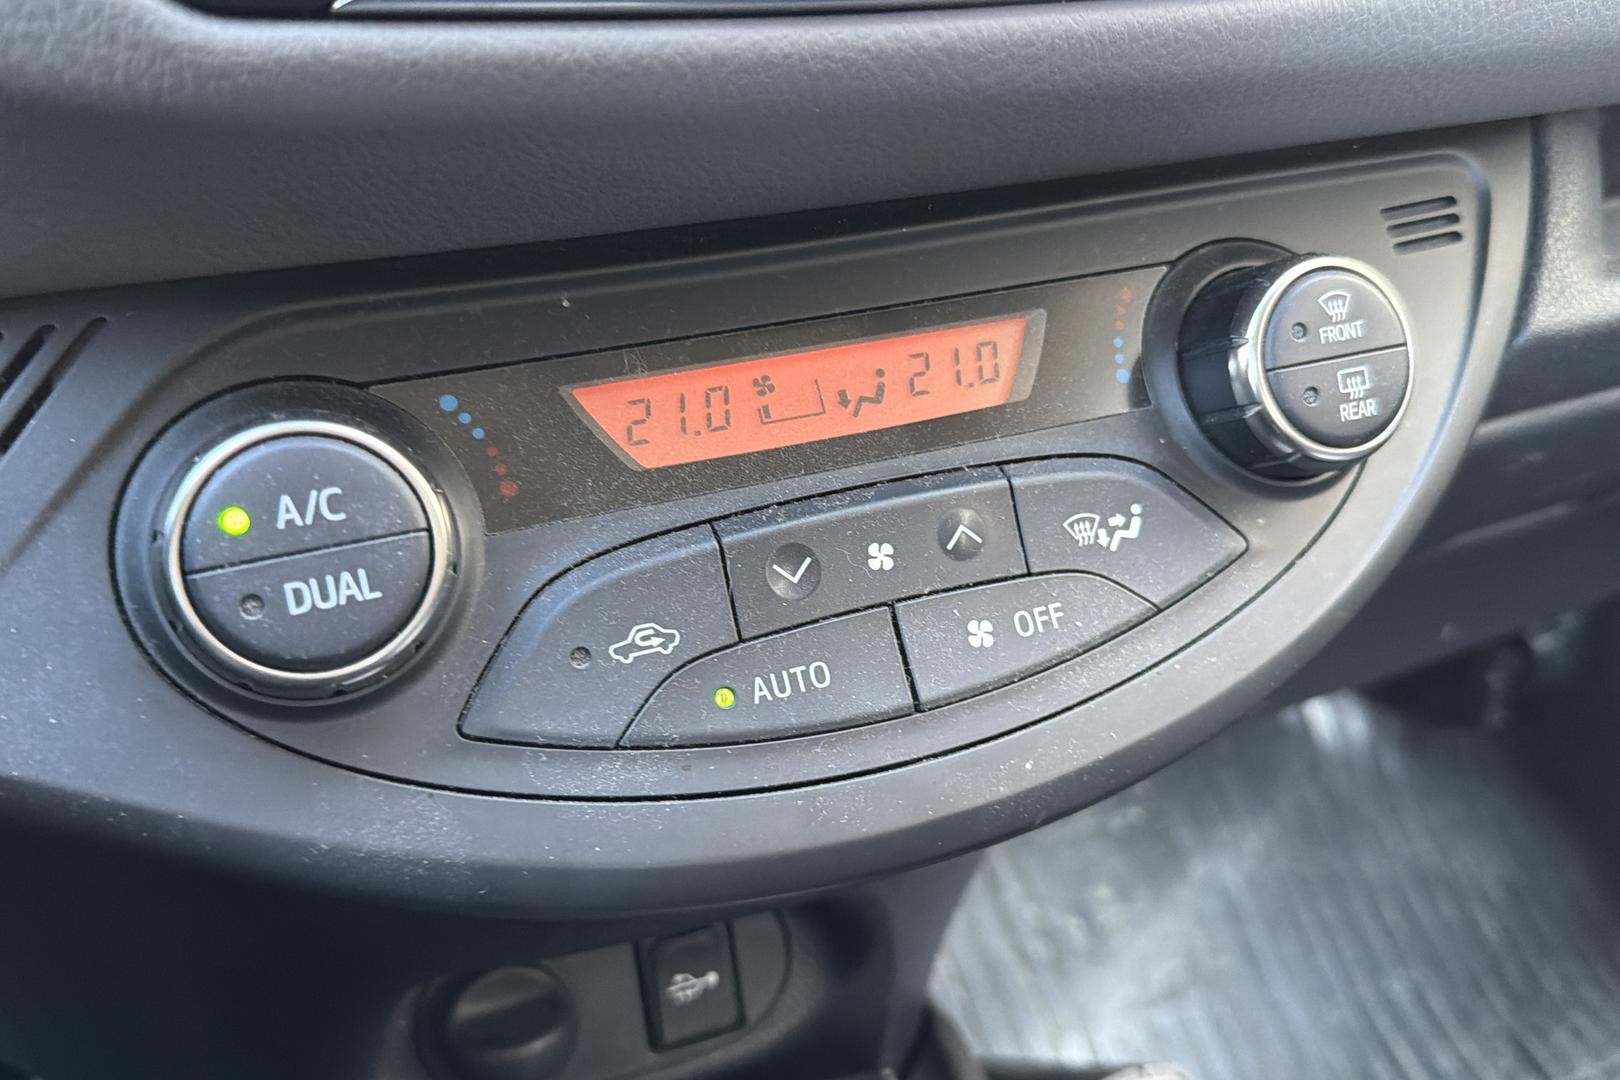 21.0 21.0
FRONT
REAR
A/C
DUAL
AUTO
OFF